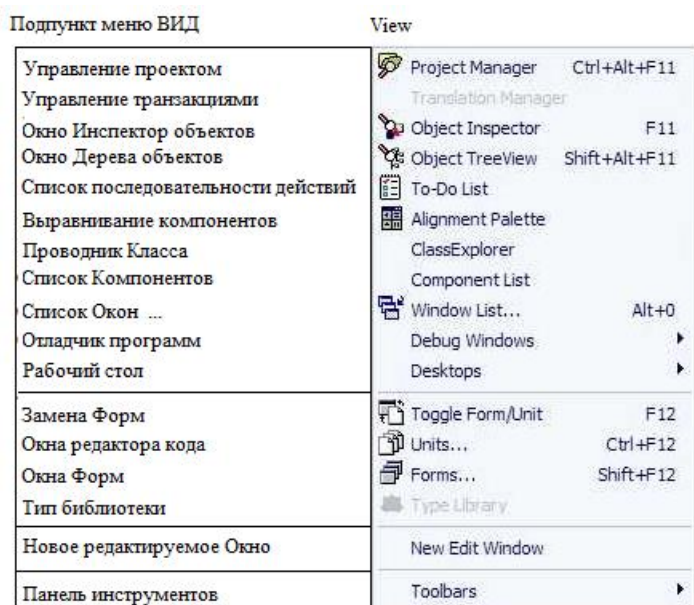 Подпункт меню ВИД View
Управление проектом Project Manager Ctrl+Alt+F11
Управление транзакциями Translation Manager
Окно Инспектор объектов Object Inspector F11
Окно Дерева объектов Object TreeView Shift+Alt+F11
Список последовательности действий To-Do List
Выравнивание компонентов Alignment Palette
Проводник Класса ClassExplorer
Список Компонентов Component List
Список Окон ... Window List... Alt+0
Отладчик программ Debug Windows
Рабочий стол Desktops
Замена Форм Toggle Form/Unit F12
Окна редактора кода Units... Ctrl+F12
Окна Форм Forms... Shift+F12
Тип библиотеки Type Library
Новое редактируемое Окно New Edit Window
Панель инструментов Toolbars